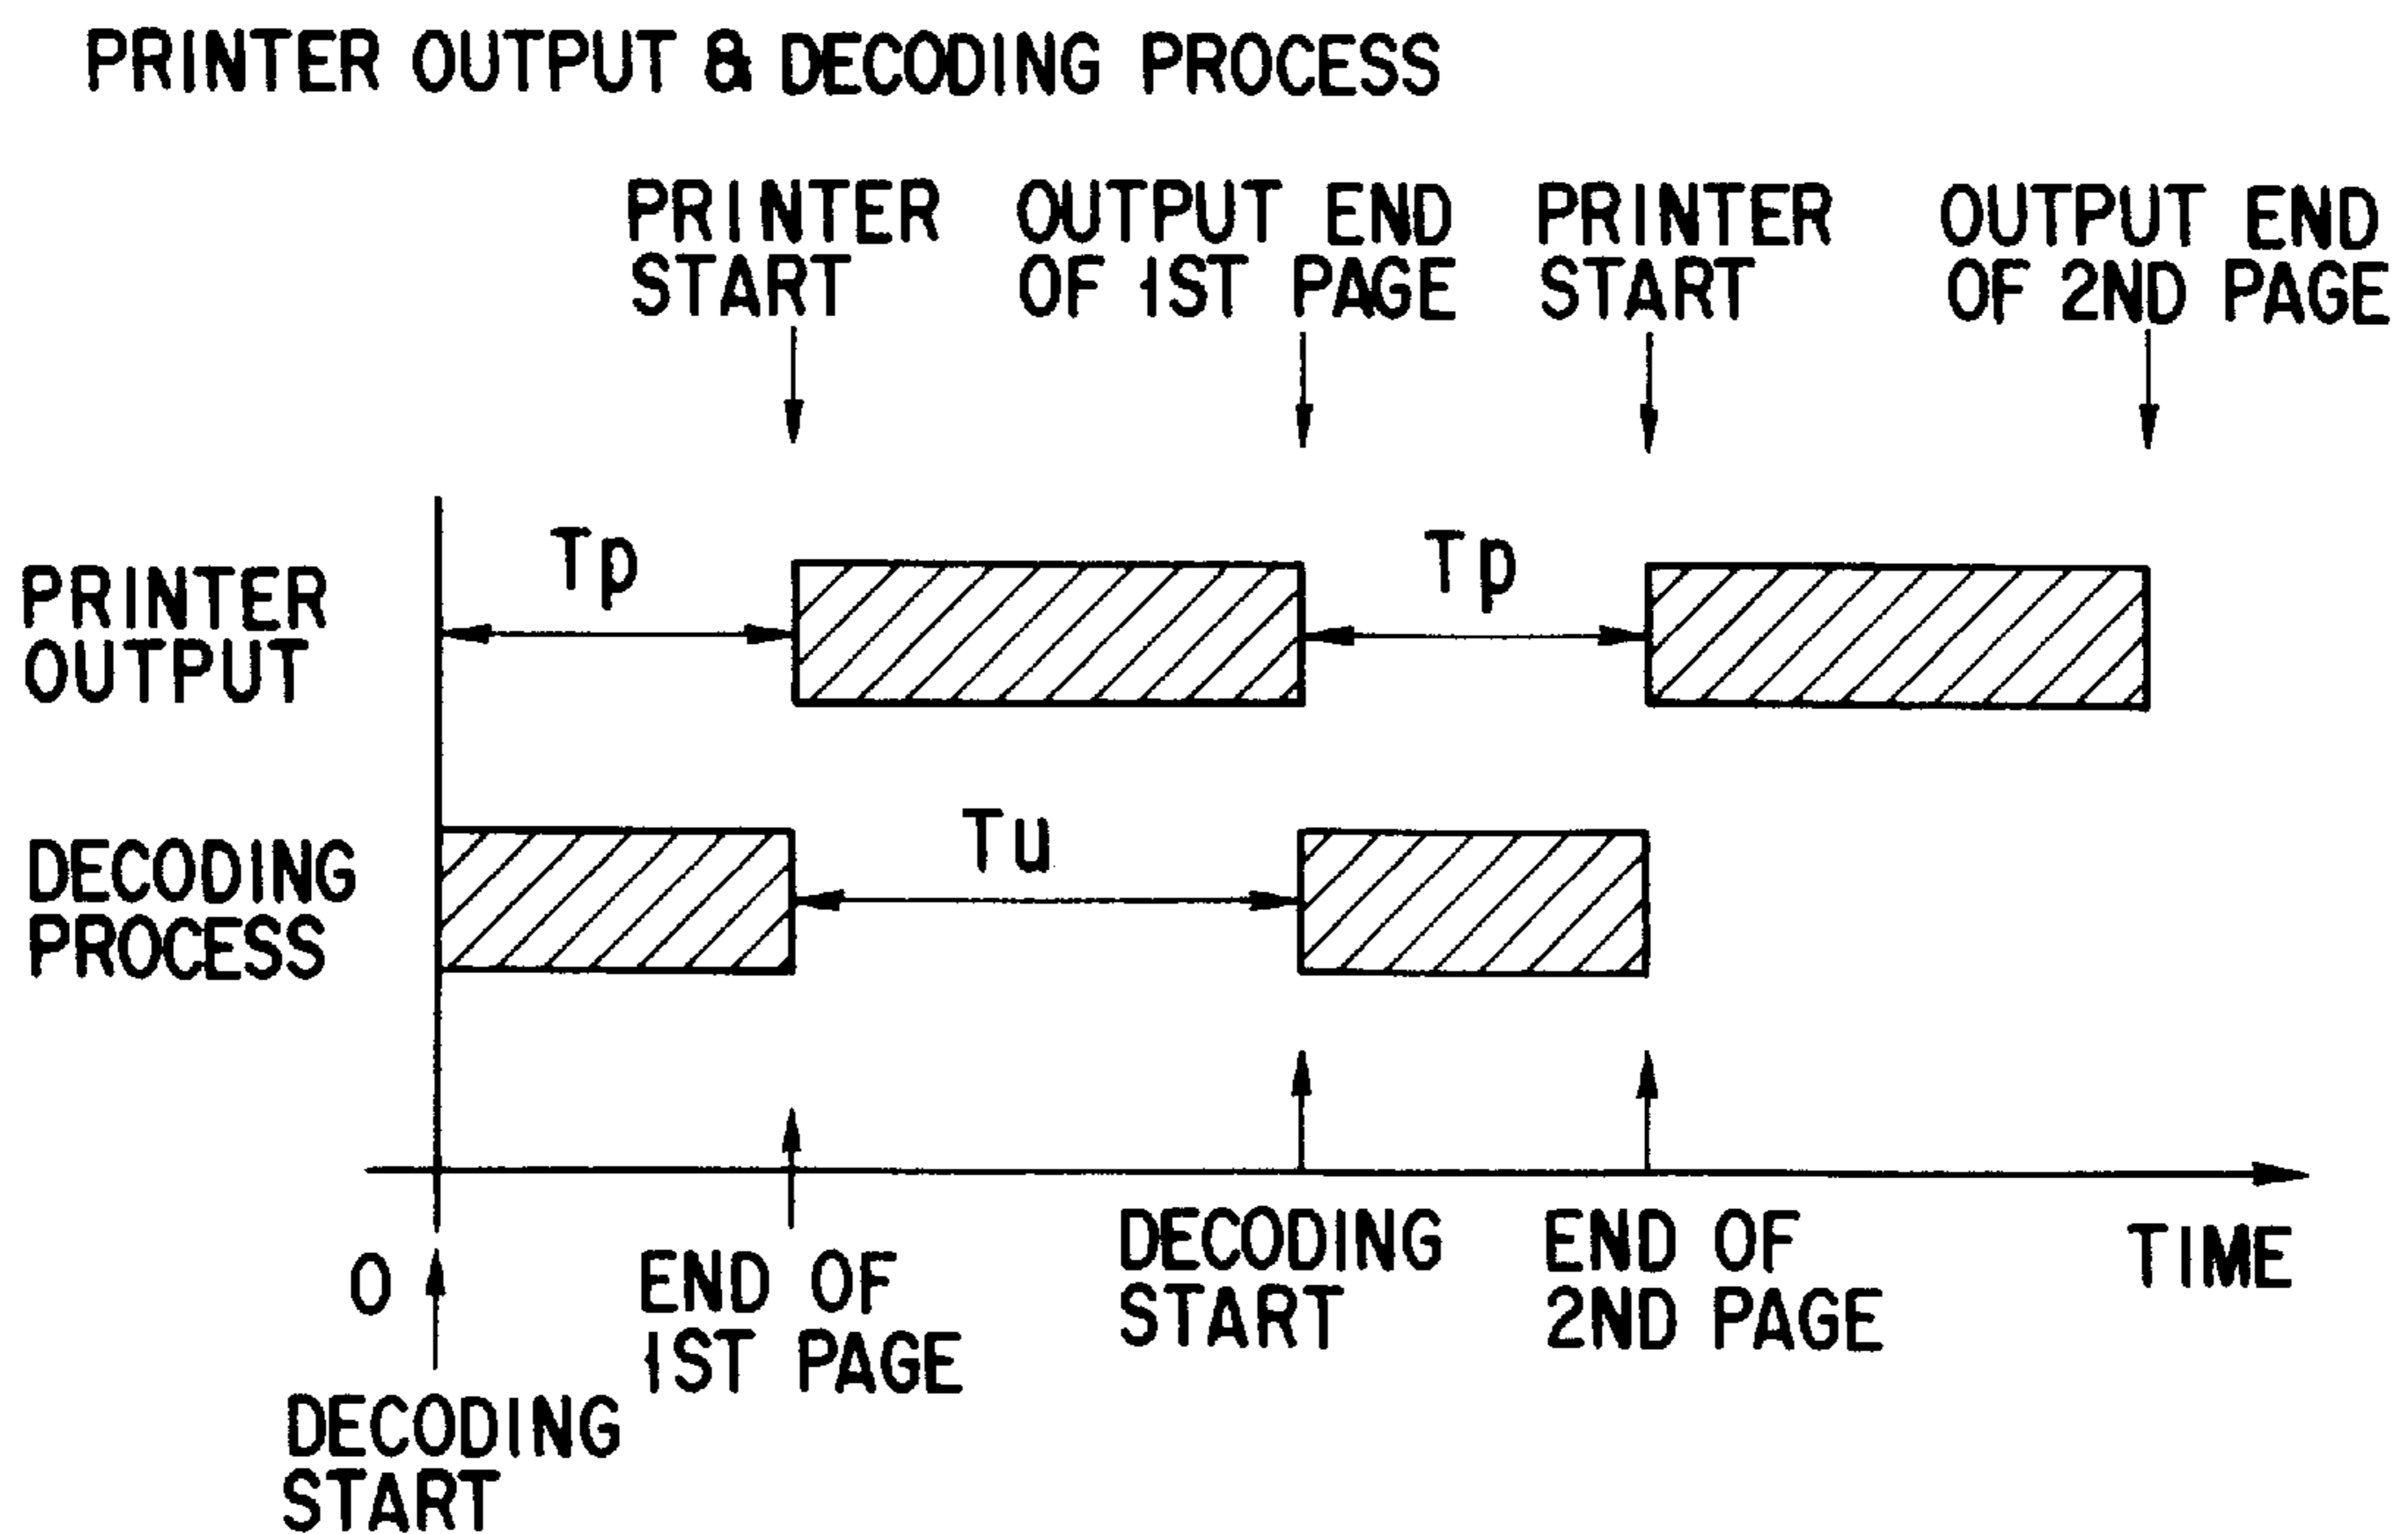 PRINTER OUTPUT & DECODING PROCESS
PRINTER
START
OUTPUT END
OF 1ST PAGE
PRINTER
START
OUTPUT END
OF 2ND PAGE
PRINTER
OUTPUT
Tp
Tp
DECODING
PROCESS
Tu
0
DECODING
START
END OF
1ST PAGE
DECODING
START
END OF
2ND PAGE
TIME